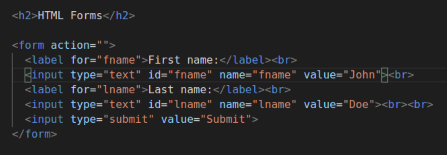 <h2>HTML Forms</h2>
<form action="">
<label for="fname">First name:</label><br>
<input type="text" id="fname" name="fname" value="John"><br>
<label for="lname">Last name:</label><br>
<input type="text" id="lname" name="lname" value="Doe"><br><br>
<input type="submit" value="Submit">
</form>